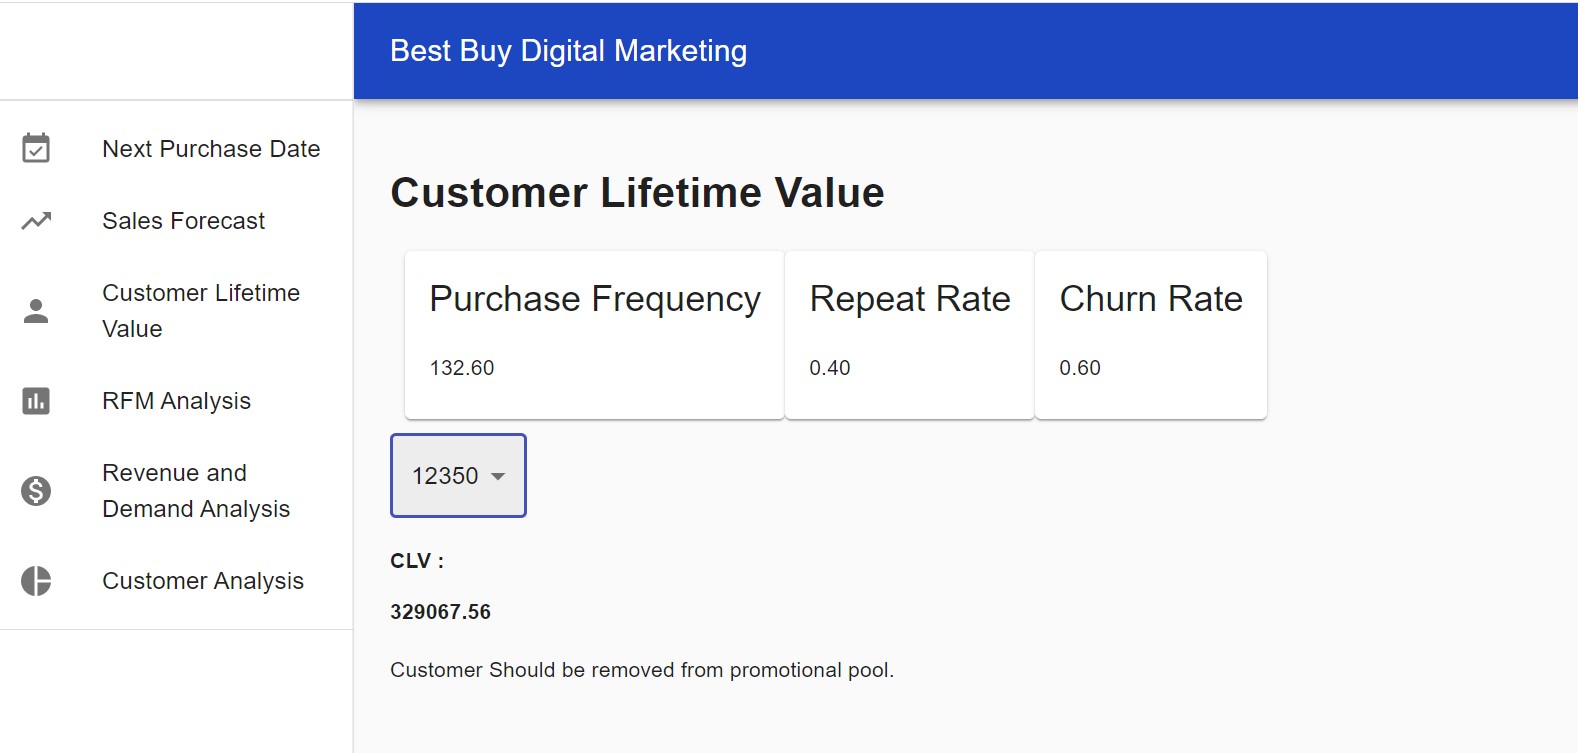 Best Buy Digital Marketing
Next Purchase Date
Sales Forecast
Customer Lifetime
Value
RFM Analysis
Revenue and
Demand Analysis
Customer Analysis
Customer Lifetime Value
Purchase Frequency
132.60
Repeat Rate
0.40
Churn Rate
0.60
12350
CLV :
329067.56
Customer Should be removed from promotional pool.